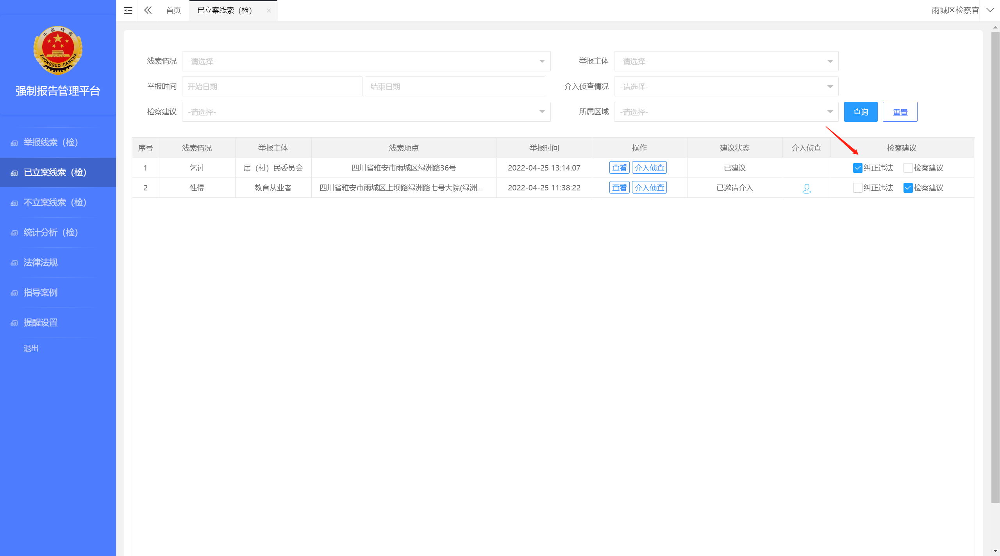 首页
已立案线索（检）
雨城区检察官
中国检察
ZHONGGUO JIANCHA
强制报告管理平台
举报线索（检）
已立案线索（检）
不立案线索（检）
统计分析（检）
法律法规
指导案例
提醒设置
退出
线索情况 -请选择- 举报主体 -请选择-
举报时间 开始日期 结束日期 介入侦查情况 -请选择-
检察建议 -请选择- 所属区域 -请选择- 查询 重置
序号 线索情况 举报主体 线索地点 举报时间 操作 建议状态 介入侦查 检察建议
1 乞讨 居（村）民委员会 四川省雅安市雨城区绿洲路36号 2022-04-25 13:14:07 查看 介入侦查 已建议 纠正违法 检察建议
2 性侵 教育从业者 四川省雅安市雨城区上坝路绿洲路七号大院(绿洲... 2022-04-25 11:38:22 查看 介入侦查 已邀请介入 纠正违法 检察建议